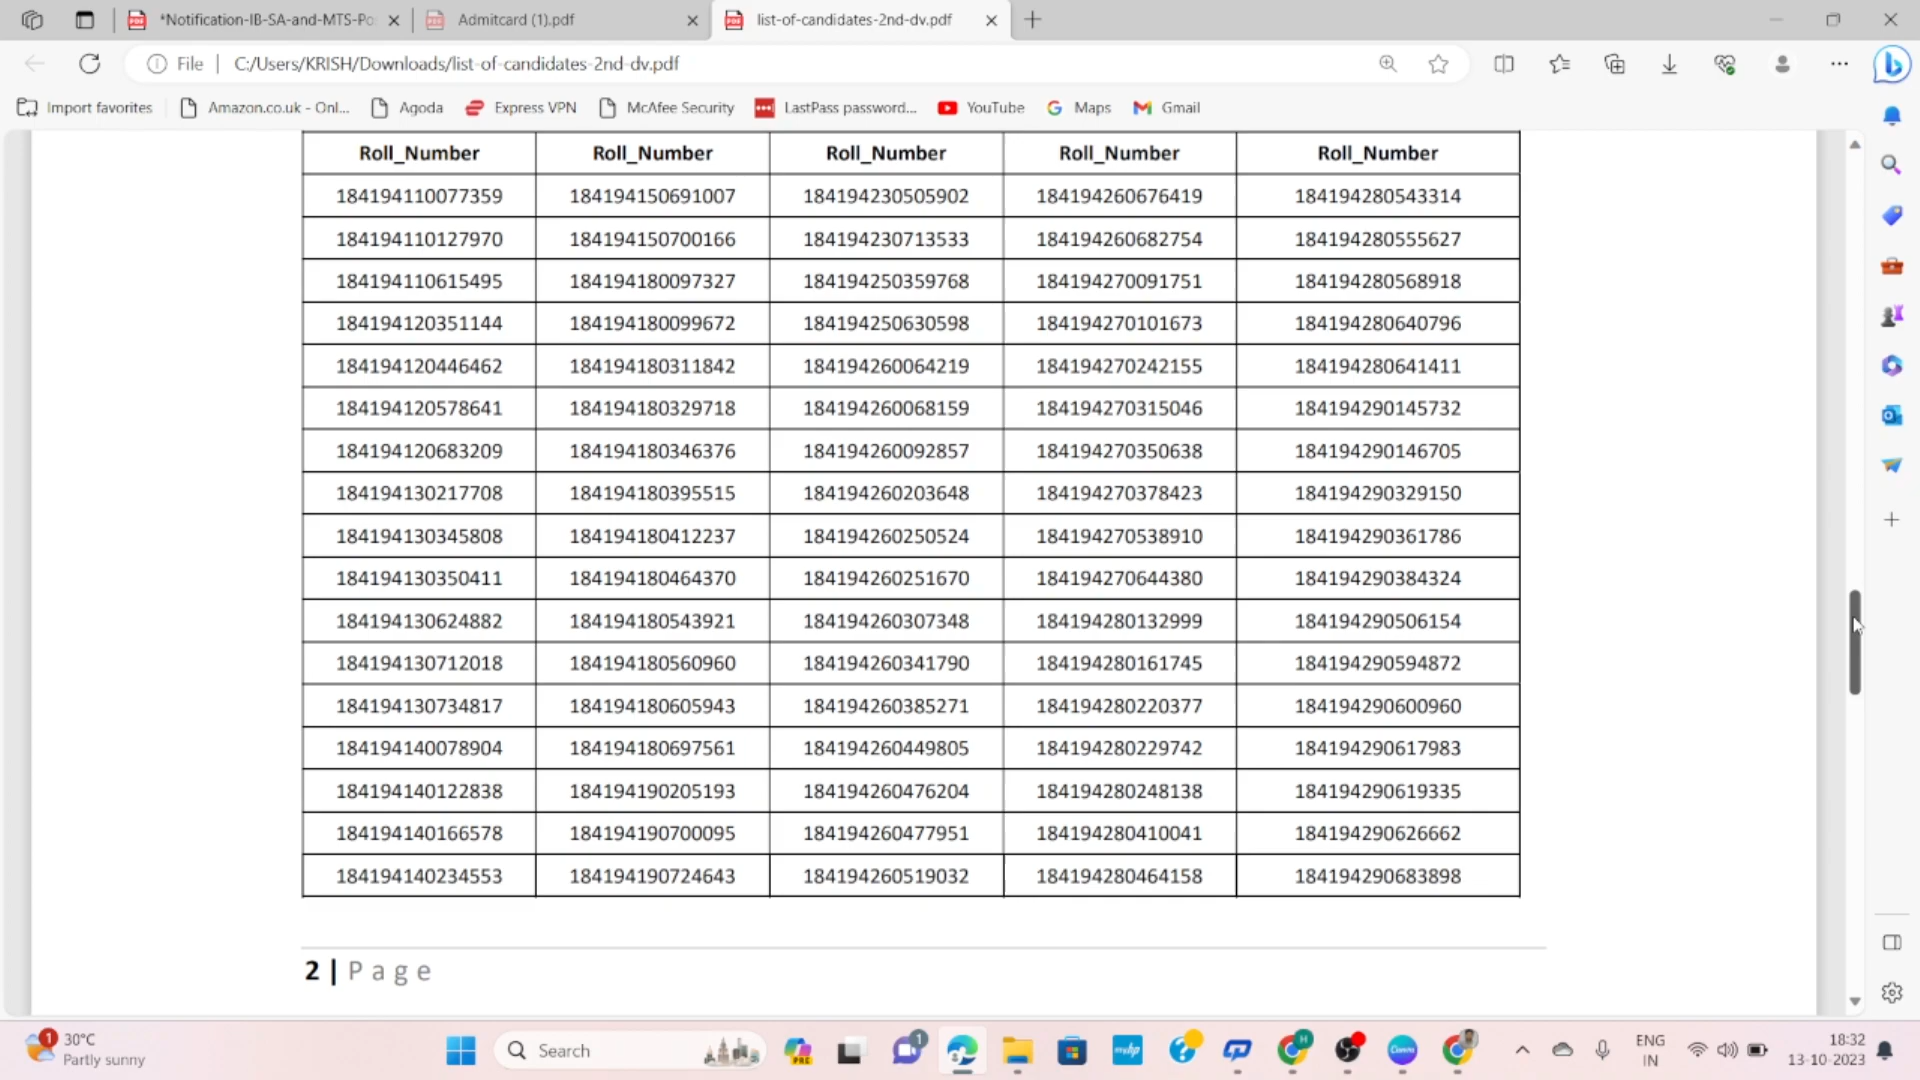 *Notification-IB-SA-and-MTS-Po
Admitcard (1).pdf
list-of-candidates-2nd-dv.pdf
File | C:/Users/KRISH/Downloads/list-of-candidates-2nd-dv.pdf
Import favorites Amazon.co.uk - Onl... Agoda Express VPN McAfee Security LastPass password... YouTube Maps Gmail
Roll_Number Roll_Number Roll_Number Roll_Number Roll_Number
184194110077359 184194150691007 184194230505902 184194260676419 184194280543314
184194110127970 184194150700166 184194230713533 184194260682754 184194280555627
184194110615495 184194180097327 184194250359768 184194270091751 184194280568918
184194120351144 184194180099672 184194250630598 184194270101673 184194280640796
184194120446462 184194180311842 184194260064219 184194270242155 184194280641411
184194120578641 184194180329718 184194260068159 184194270315046 184194290145732
184194120683209 184194180346376 184194260092857 184194270350638 184194290146705
184194130217708 184194180395515 184194260203648 184194270378423 184194290329150
184194130345808 184194180412237 184194260250524 184194270538910 184194290361786
184194130350411 184194180464370 184194260251670 184194270644380 184194290384324
184194130624882 184194180543921 184194260307348 184194280132999 184194290506154
184194130712018 184194180560960 184194260341790 184194280161745 184194290594872
184194130734817 184194180605943 184194260385271 184194280220377 184194290600960
184194140078904 184194180697561 184194260449805 184194280229742 184194290617983
184194140122838 184194190205193 184194260476204 184194280248138 184194290619335
184194140166578 184194190700095 184194260477951 184194280410041 184194290626662
184194140234553 184194190724643 184194260519032 184194280464158 184194290683898
2 | P a g e
1
30°C
Partly sunny
Search
PRE
1
myhp
H
Canva
ENG
IN
18:32
13-10-2023